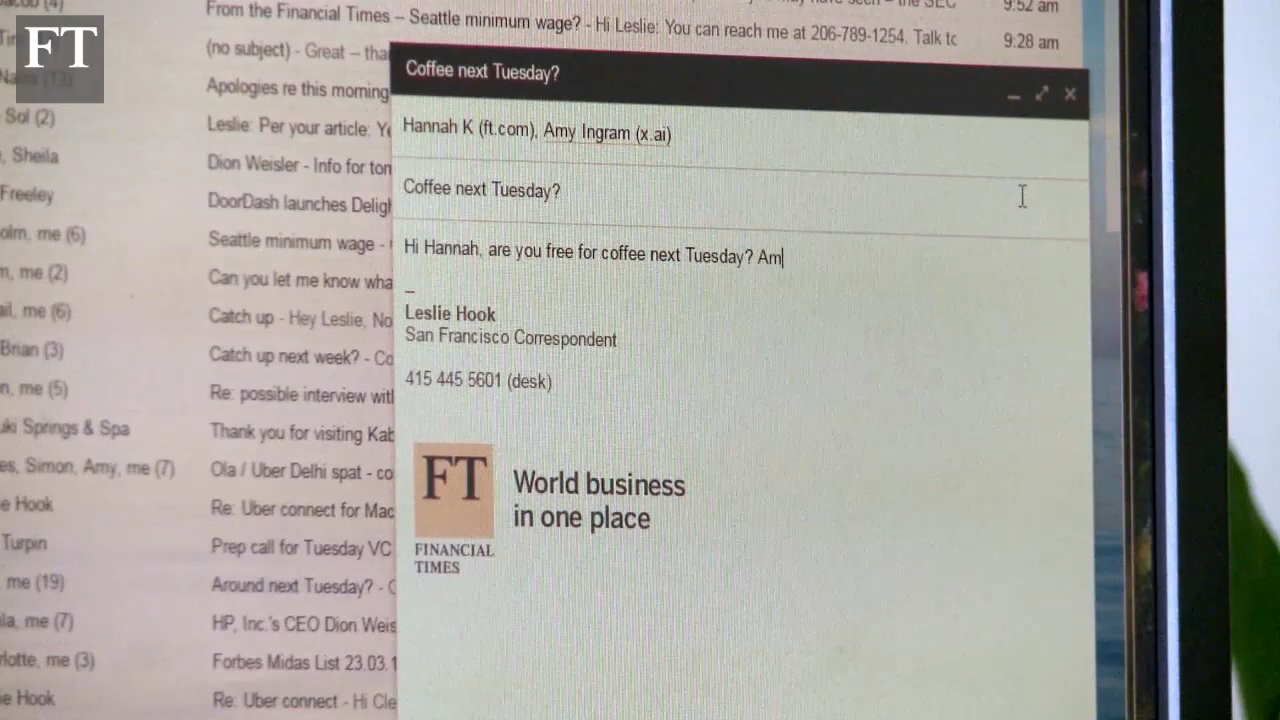 FT
9:52 am
From the Financial Times – Seattle minimum wage? - Hi Leslie: You can reach me at 206-789-1254. Talk to
9:28 am
(no subject) - Great – tha
Apologies re this morning
Sol (2)
Leslie: Per your article:
Sheila
Dion Weisler - Info for ton
Freeley
DoorDash launches Deligh
olm, me (6)
Seattle minimum wage -
me (2)
Can you let me know wha
me (6)
Catch up - Hey Leslie, No
Brian (3)
Catch up next week? - Co
me (5)
Re: possible interview witl
uki Springs & Spa
Thank you for visiting Kab
es, Simon, Amy, me (7)
Ola / Uber Delhi spat - co
e Hook
Re: Uber connect for Mac
Turpin
Prep call for Tuesday VC
me (19)
Around next Tuesday? -
ila, me (7)
HP, Inc.'s CEO Dion Weis
rlotte, me (3)
Forbes Midas List 23.03.1
e Hook
Re: Uber connect - Hi Cle
Coffee next Tuesday?
Hannah K (ft.com), Amy Ingram (x.ai)
Coffee next Tuesday?
Hi Hannah, are you free for coffee next Tuesday? Am
Leslie Hook
San Francisco Correspondent
415 445 5601 (desk)
FT
FINANCIAL
TIMES
World business
in one place